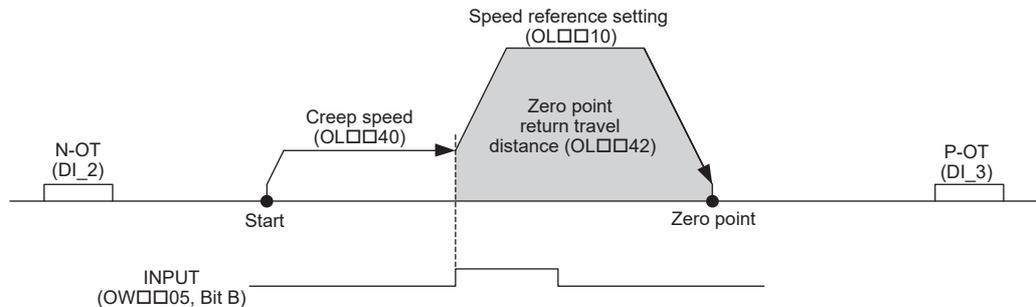 Speed reference setting
(OL□□10)
Creep speed
(OL□□40)
Zero point
return travel
distance (OL□□42)
N-OT
(DI_2)
P-OT
(DI_3)
Start
Zero point
INPUT
(OW□□05, Bit B)